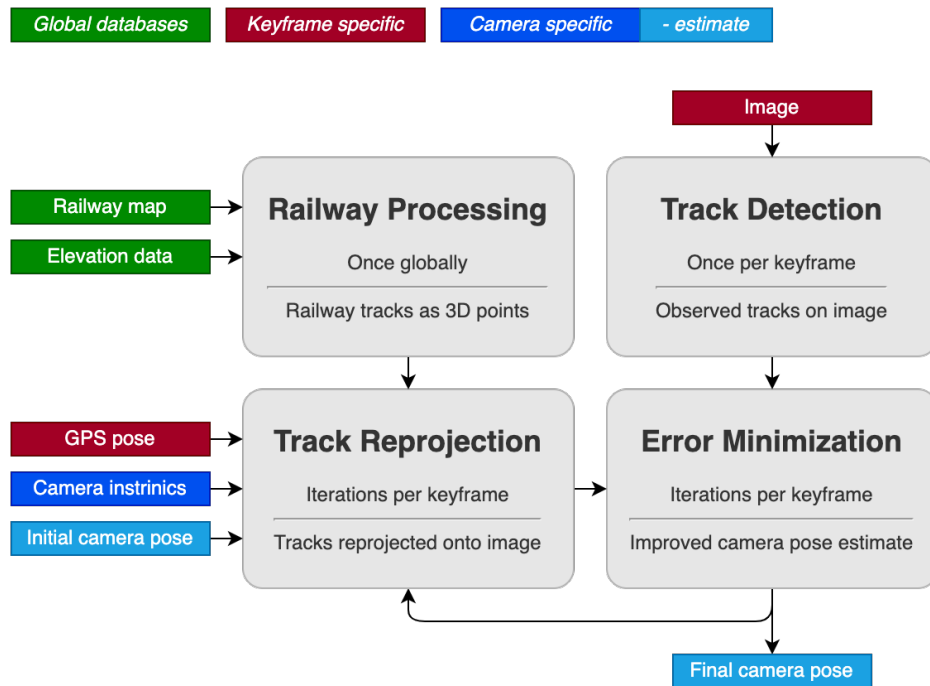 Global databases
Keyframe specific
Camera specific
- estimate
Image
Railway map
Elevation data
Railway Processing
Once globally
Railway tracks as 3D points
Track Detection
Once per keyframe
Observed tracks on image
GPS pose
Camera instrinics
Initial camera pose
Track Reprojection
Iterations per keyframe
Tracks reprojected onto image
Error Minimization
Iterations per keyframe
Improved camera pose estimate
Final camera pose